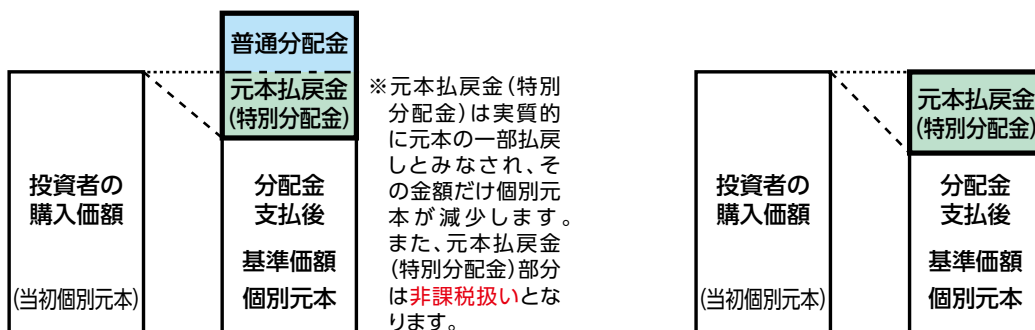 普通分配金
元本払戻金
(特別分配金)
投資者の
購入価額
(当初個別元本)
分配金
支払後
基準価額
個別元本
※元本払戻金(特別
分配金)は実質的
に元本の一部払戻
しとみなされ、そ
の金額だけ個別元
本が減少します。
また、元本払戻金
(特別分配金)部分
は非課税扱いとな
ります。
投資者の
購入価額
(当初個別元本)
元本払戻金
(特別分配金)
分配金
支払後
基準価額
個別元本